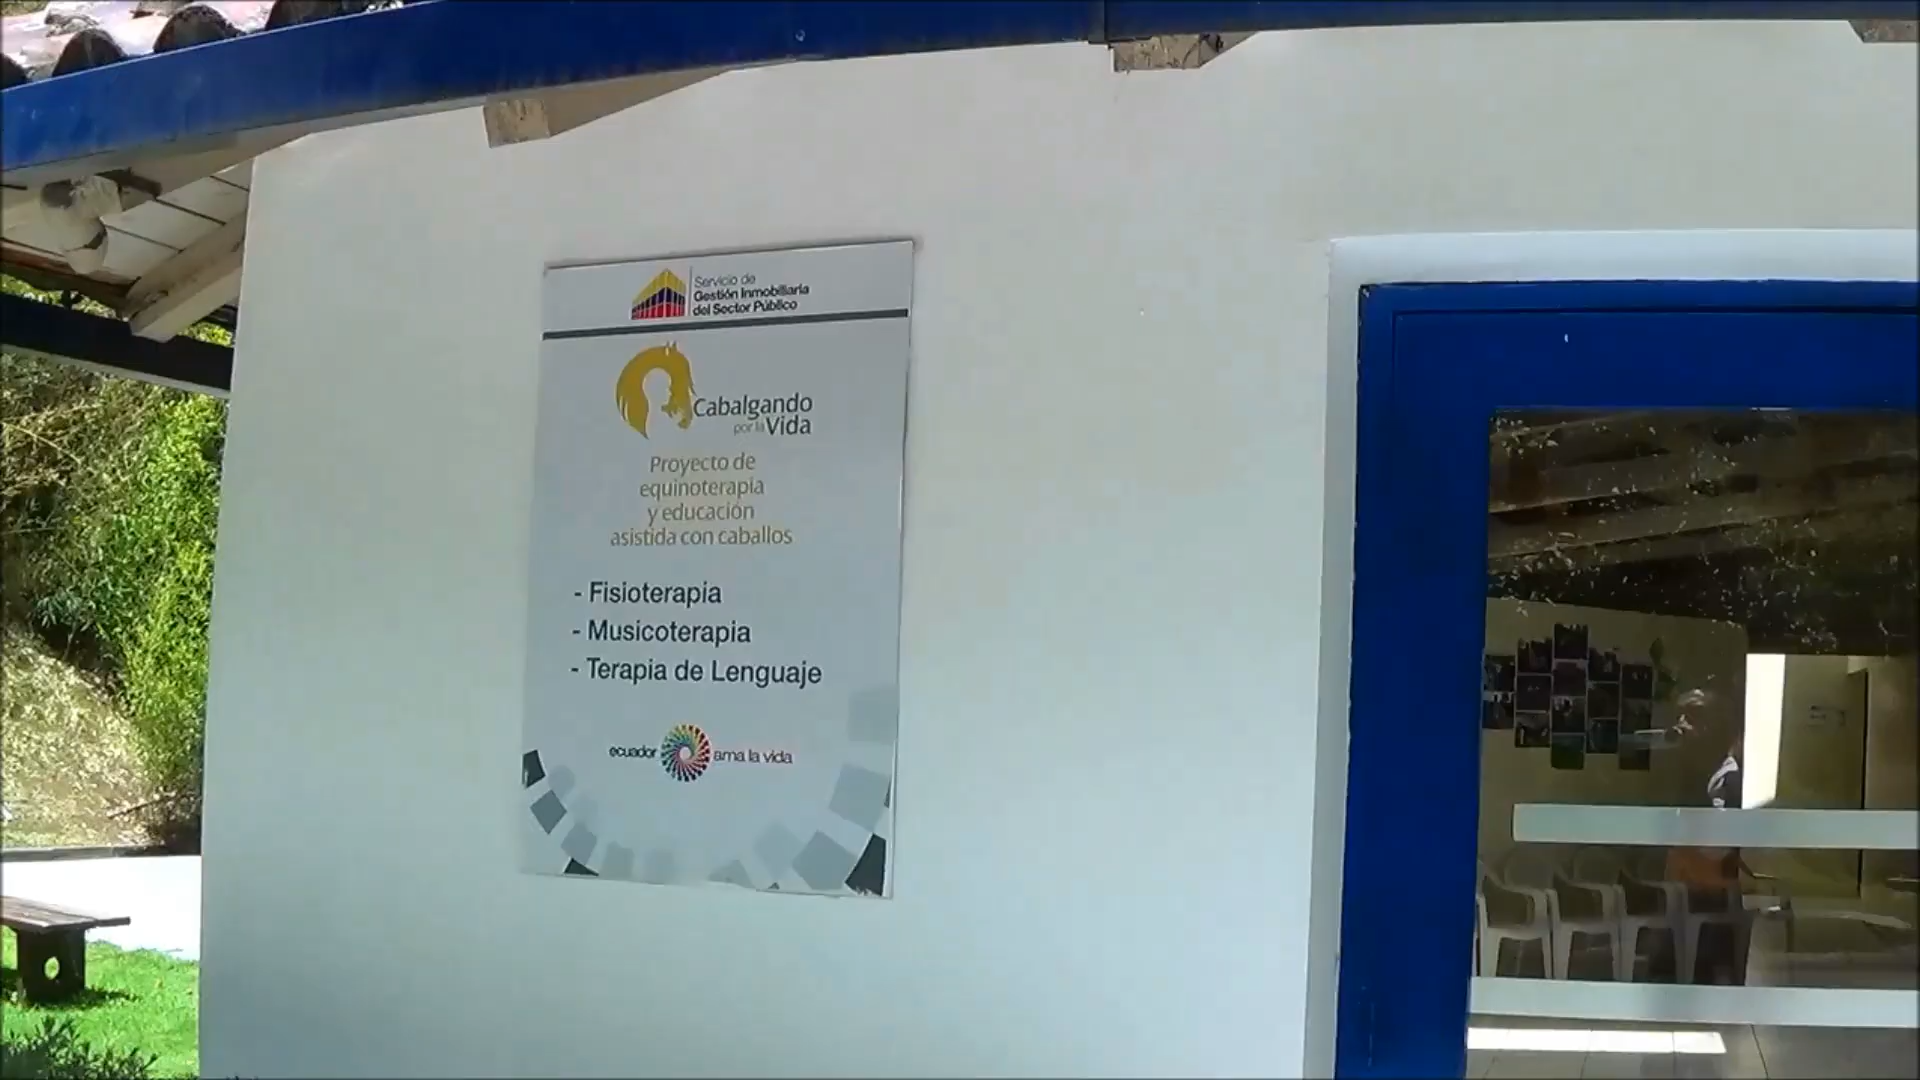 Servicio de
Gestión Inmobiliaria
del Sector Público
Cabalgando
por la Vida
Proyecto de
equinoterapia
y educación
asistida con caballos
- Fisioterapia
- Musicoterapia
- Terapia de Lenguaje
ecuador ama la vida